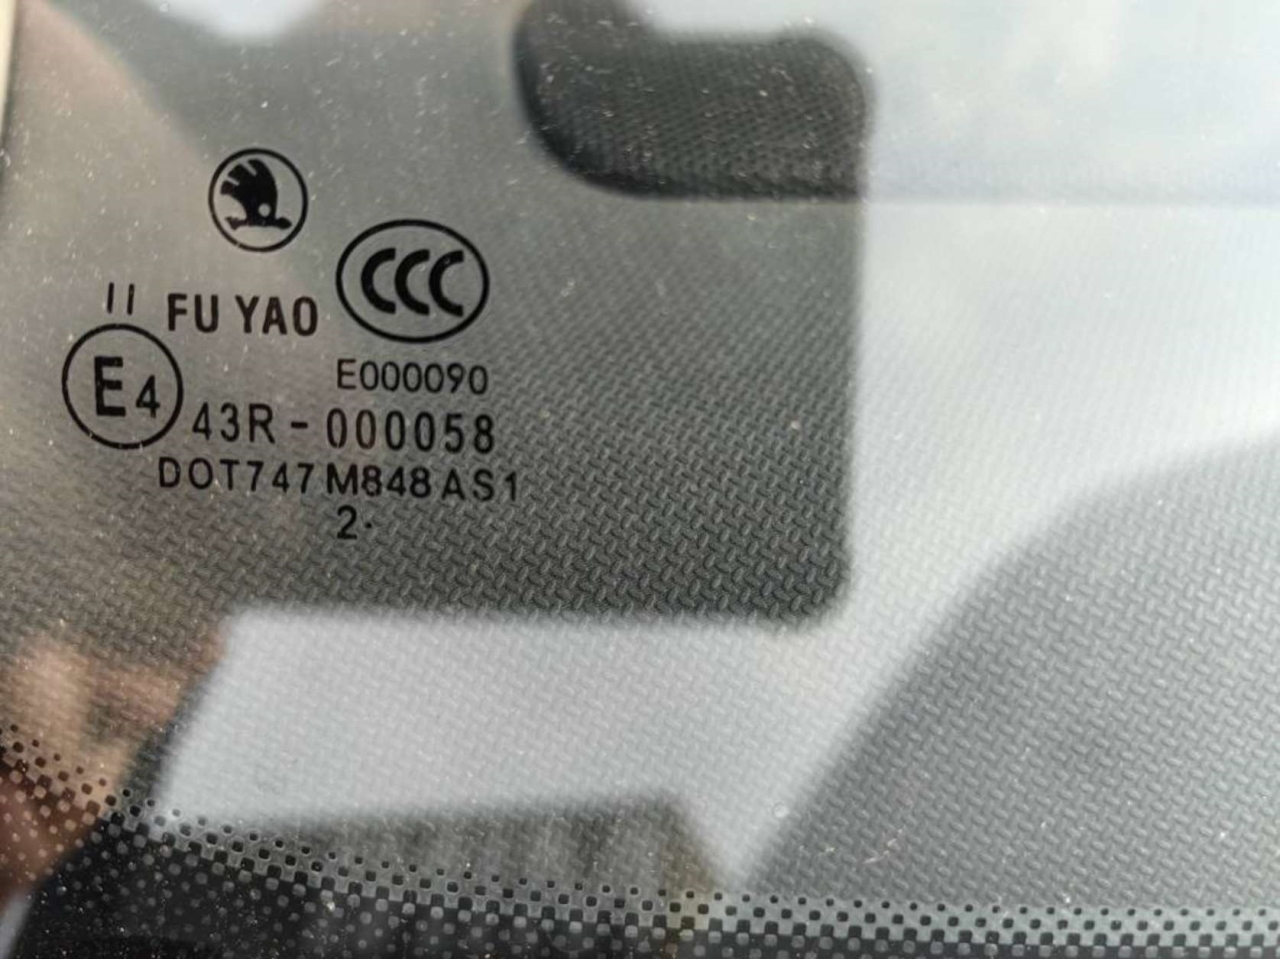 CCC
II FU YAO
E000090
E4
43R-000058
DOT747 M848 AS1
2·